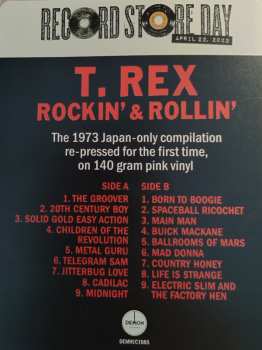 RECORD STORE DAY
APRIL 22, 2023
T. REX
ROCKIN' & ROLLIN'
The 1973 Japan-only compilation
re-pressed for the first time,
on 140 gram pink vinyl
SIDE A
1. THE GROOVER
2. 20TH CENTURY BOY
3. SOLID GOLD EASY ACTION
4. CHILDREN OF THE
REVOLUTION
5. METAL GURU
6. TELEGRAM SAM
7. JITTERBUG LOVE
8. CADILAC
9. MIDNIGHT
SIDE B
1. BORN TO BOOGIE
2. SPACEBALL RICOCHET
3. MAIN MAN
4. BUICK MACKANE
5. BALLROOMS OF MARS
6. MAD DONNA
7. COUNTRY HONEY
8. LIFE IS STRANGE
9. ELECTRIC SLIM AND
THE FACTORY HEN
DEMON